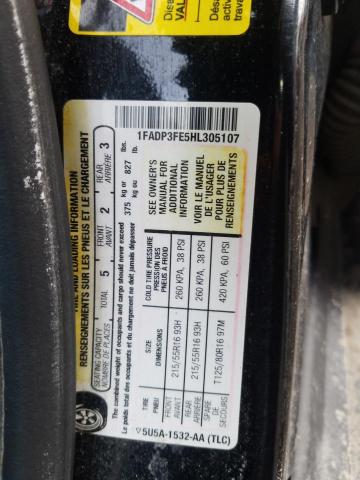 Disse
VAL
Désas
activer
travail
TIRE AND LOADING INFORMATION
RENSEIGNEMENTS SUR LES PNEUS ET LE CHARGEMENT
SEATING CAPACITY
NOMBRE DE PLACES
TOTAL 5
FRONT
AVANT 2
REAR
ARRIÈRE 3
The combined weight of occupants and cargo should never exceed
Le poids total des occupants et du chargement ne doit jamais dépasser
375 kg or
kg ou 827 lbs.
lb.
TIRE
PNEU
DIMENSIONS
COLD TIRE PRESSURE
PRESSION DES
PNEUS À FROID
FRONT
AVANT
215/55R16 93H
260 KPA, 38 PSI
REAR
ARRIÈRE
215/55R16 93H
260 KPA, 38 PSI
SPARE
DE
SECOURS
T125/80R16 97M
420 KPA, 60 PSI
SEE OWNER'S
MANUAL FOR
ADDITIONAL
INFORMATION
VOIR LE MANUEL
DE L'USAGER
POUR PLUS DE
RENSEIGNEMENTS
5U5A-1532-AA (TLC)
1FADP3FE5HL305107